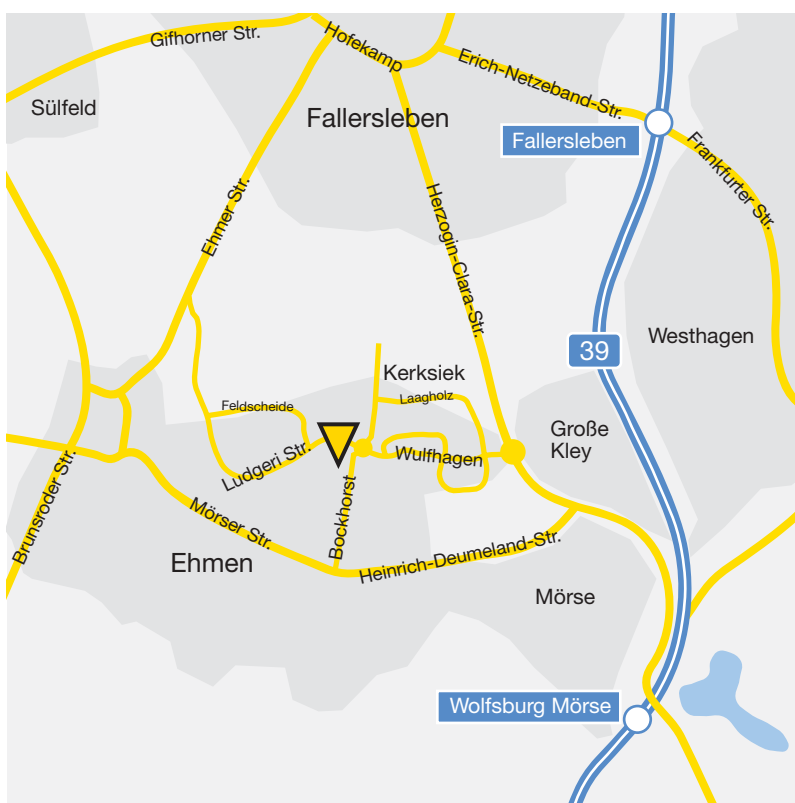 Gifhorner Str.
Hofekamp
Erich-Netzeband-Str.
Sülfeld
Fallersleben
Fallersleben
Frankfurter Str.
Ehmer Str.
Herzogin-Clara-Str.
39
Westhagen
Kerksiek
Laagholz
Feldscheide
Große
Kley
Ludgeri Str.
Wulfhagen
Brunsroder Str.
Mörser Str.
Bockhorst
Ehmen
Heinrich-Deumeland-Str.
Mörse
Wolfsburg Mörse